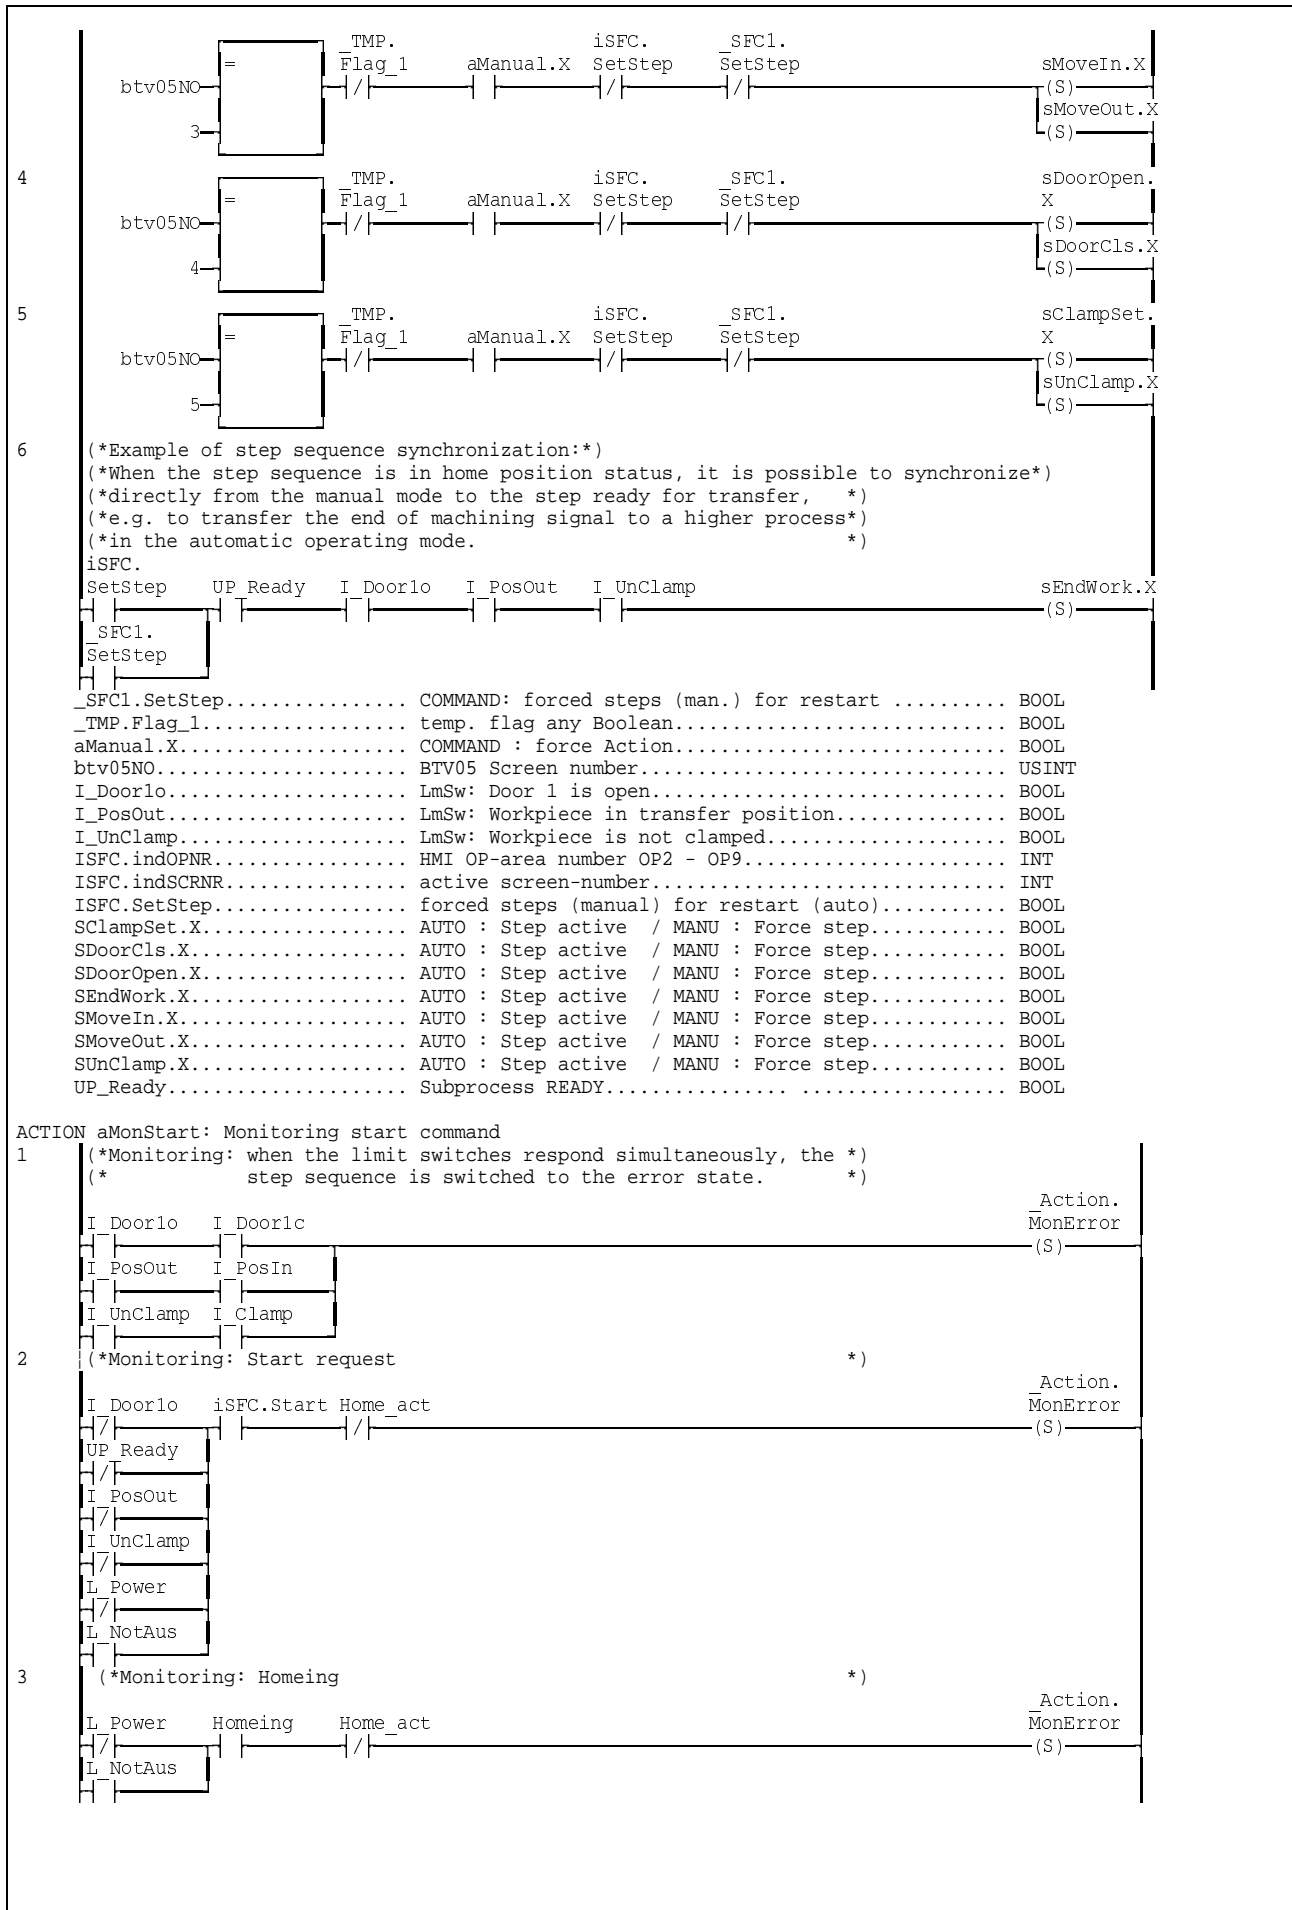 _TMP. iSFC. _SFC1.
= Flag_1 aManual.X SetStep SetStep sMoveIn.X
btv05NO (S)
sMoveOut.X
3 (S)
4 _TMP. iSFC. _SFC1. sDoorOpen.
= Flag_1 aManual.X SetStep SetStep X
btv05NO (S)
sDoorCls.X
4 (S)
5 _TMP. iSFC. _SFC1. sClampSet.
= Flag_1 aManual.X SetStep SetStep X
btv05NO (S)
sUnClamp.X
5 (S)
6 (*Example of step sequence synchronization:*)
(*When the step sequence is in home position status, it is possible to synchronize*)
(*directly from the manual mode to the step ready for transfer, *)
(*e.g. to transfer the end of machining signal to a higher process*)
(*in the automatic operating mode. *)
iSFC.
SetStep UP_Ready I_Door1o I_PosOut I_UnClamp sEndWork.X
(S)
_SFC1.
SetStep
_SFC1.SetStep................ COMMAND: forced steps (man.) for restart .......... BOOL
_TMP.Flag_1.................. temp. flag any Boolean............................. BOOL
aManual.X.................... COMMAND : force Action............................. BOOL
btv05NO...................... BTV05 Screen number................................ USINT
I_Door1o..................... LmSw: Door 1 is open............................... BOOL
I_PosOut..................... LmSw: Workpiece in transfer position............... BOOL
I_UnClamp.................... LmSw: Workpiece is not clamped..................... BOOL
ISFC.indOPNR................. HMI OP-area number OP2 - OP9....................... INT
ISFC.indSCRNR................ active screen-number............................... INT
ISFC.SetStep................. forced steps (manual) for restart (auto)........... BOOL
SClampSet.X.................. AUTO : Step active / MANU : Force step............ BOOL
SDoorCls.X................... AUTO : Step active / MANU : Force step............ BOOL
SDoorOpen.X.................. AUTO : Step active / MANU : Force step............ BOOL
SEndWork.X................... AUTO : Step active / MANU : Force step............ BOOL
SMoveIn.X.................... AUTO : Step active / MANU : Force step............ BOOL
SMoveOut.X................... AUTO : Step active / MANU : Force step............ BOOL
SUnClamp.X................... AUTO : Step active / MANU : Force step............ BOOL
UP_Ready..................... Subprocess READY................ .................. BOOL
ACTION aMonStart: Monitoring start command
1 (*Monitoring: when the limit switches respond simultaneously, the *)
(* step sequence is switched to the error state. *)
_Action.
I_Door1o I_Door1c MonError
(S)
I_PosOut I_PosIn
I_UnClamp I_Clamp
2 (*Monitoring: Start request *)
_Action.
I_Door1o iSFC.Start Home_act MonError
(S)
UP_Ready
I_PosOut
I_UnClamp
L_Power
L_NotAus
3 (*Monitoring: Homeing *)
_Action.
L_Power Homeing Home_act MonError
(S)
L_NotAus